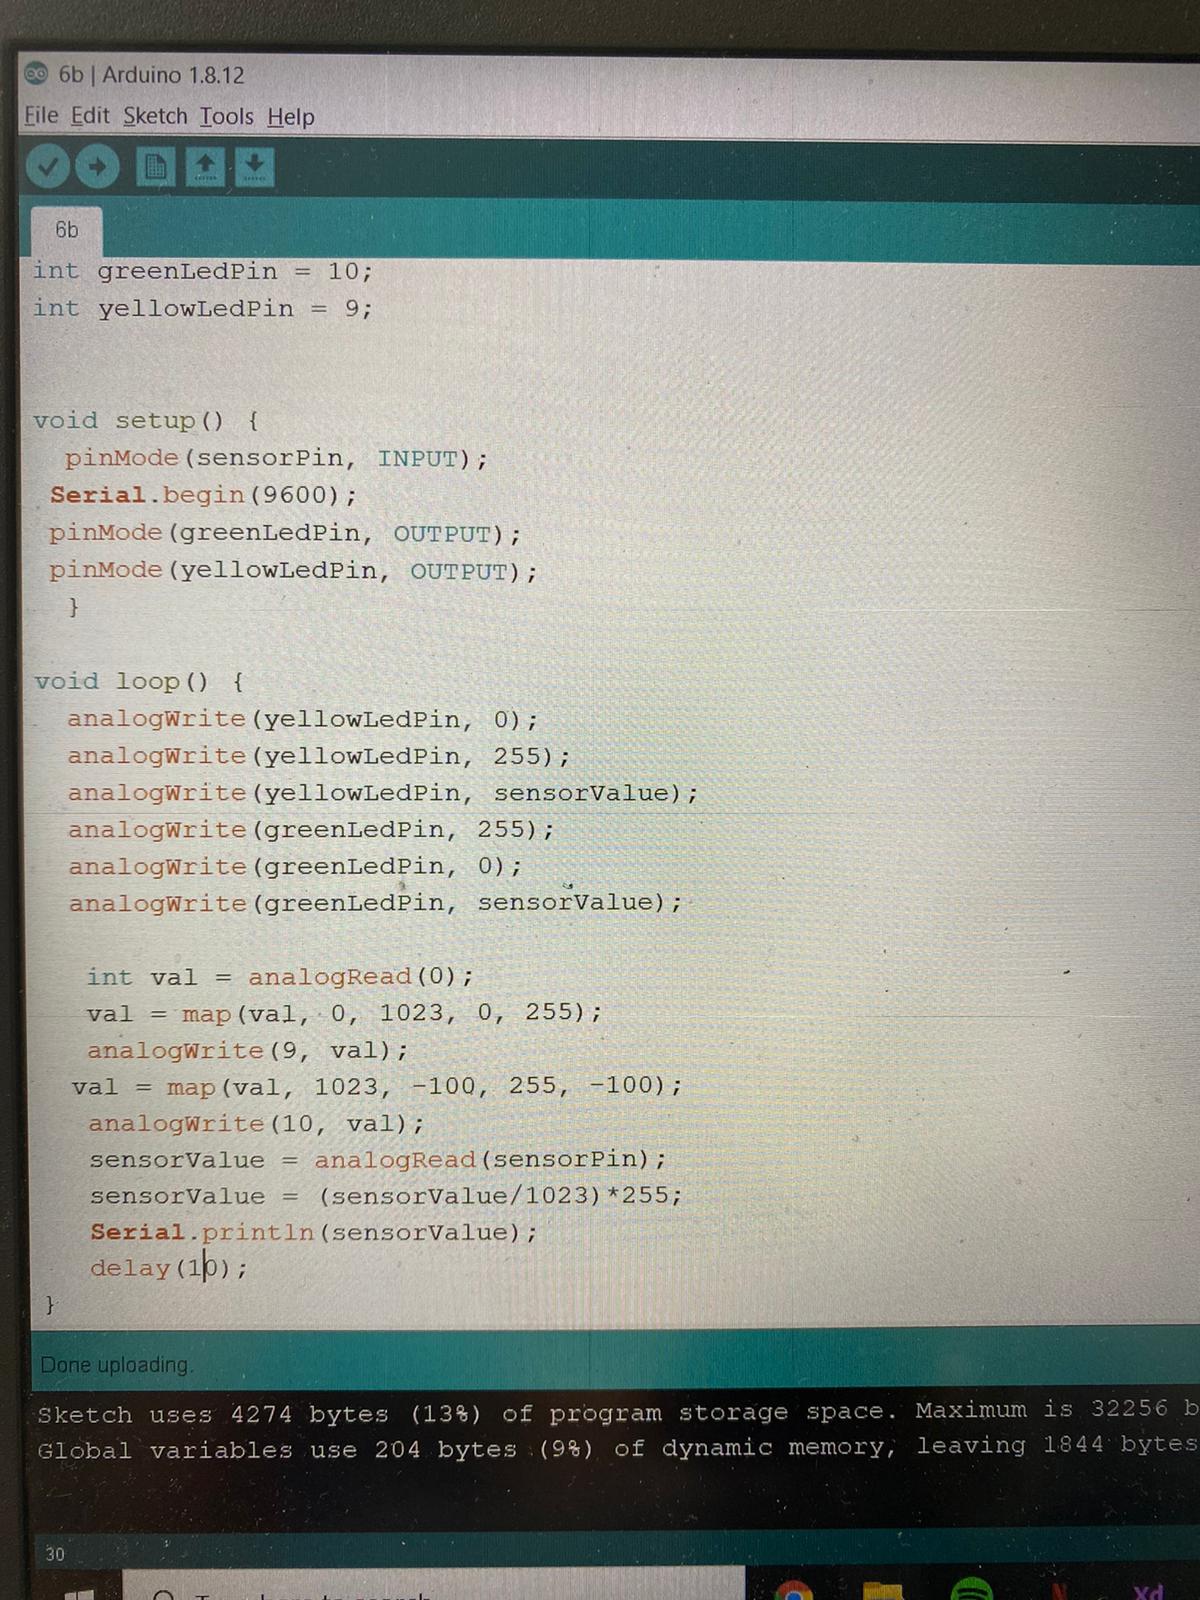 6b | Arduino 1.8.12
File Edit Sketch Tools Help
6b
int greenLedPin = 10;
int yellowLedPin = 9;
void setup() {
pinMode(sensorPin, INPUT);
Serial.begin(9600);
pinMode(greenLedPin, OUTPUT);
pinMode(yellowLedPin, OUTPUT);
}
void loop() {
analogWrite(yellowLedPin, 0);
analogWrite(yellowLedPin, 255);
analogWrite(yellowLedPin, sensorValue);
analogWrite(greenLedPin, 255);
analogWrite(greenLedPin, 0);
analogWrite(greenLedPin, sensorValue);
int val = analogRead(0);
val = map(val, 0, 1023, 0, 255);
analogWrite(9, val);
val = map(val, 1023, -100, 255, -100);
analogWrite(10, val);
sensorValue = analogRead(sensorPin);
sensorValue = (sensorValue/1023)*255;
Serial.println(sensorValue);
delay(10);
}
Done uploading.
Sketch uses 4274 bytes (13%) of program storage space. Maximum is 32256 b
Global variables use 204 bytes (9%) of dynamic memory, leaving 1844 bytes
30
Xd